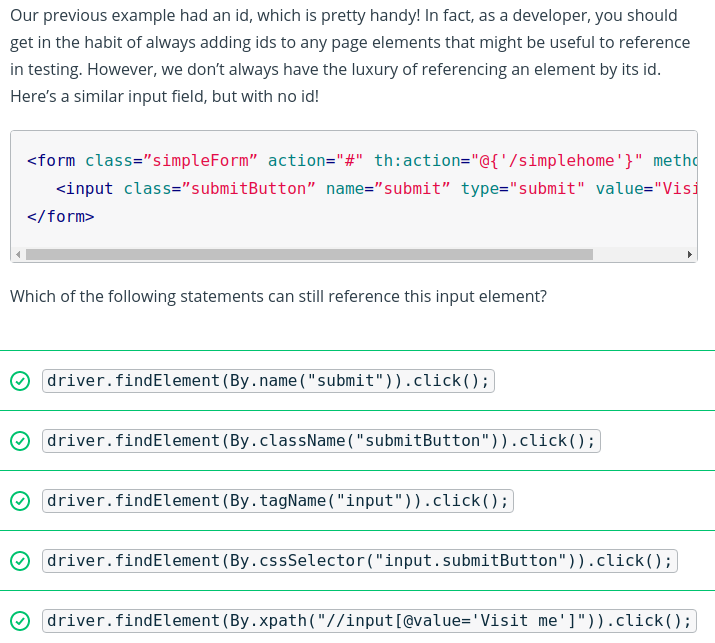 Our previous example had an id, which is pretty handy! In fact, as a developer, you should
get in the habit of always adding ids to any page elements that might be useful to reference
in testing. However, we don’t always have the luxury of referencing an element by its id.
Here’s a similar input field, but with no id!
<form class=”simpleForm” action="#" th:action="@{'/simplehome'}" metho
<input class=”submitButton” name=”submit” type="submit" value="Visi
</form>
Which of the following statements can still reference this input element?
driver.findElement(By.name("submit")).click();
driver.findElement(By.className("submitButton")).click();
driver.findElement(By.tagName("input")).click();
driver.findElement(By.cssSelector("input.submitButton")).click();
driver.findElement(By.xpath("//input[@value='Visit me']")).click();